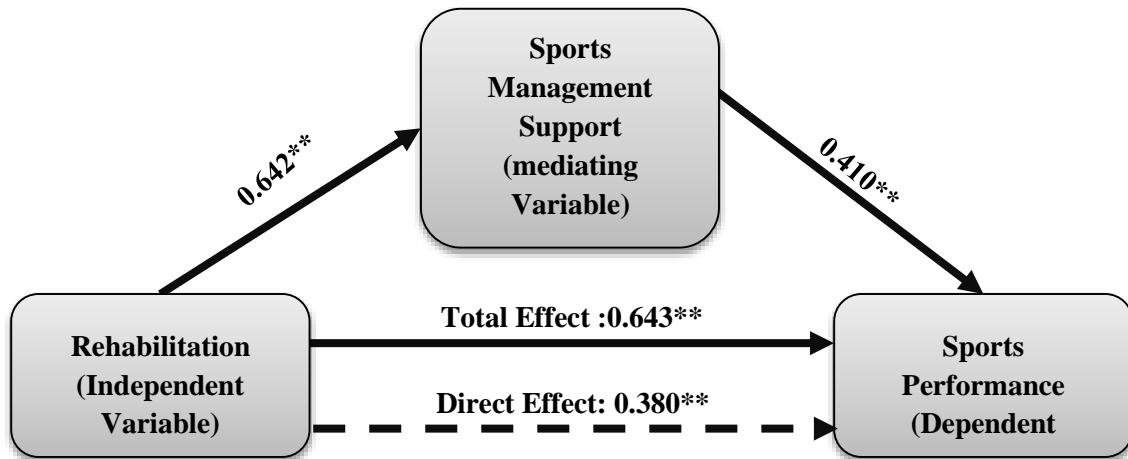 Sports
Management
Support
(mediating
Variable)
0.642**
0.410**
Total Effect :0.643**
Direct Effect: 0.380**
Rehabilitation
(Independent
Variable)
Sports
Performance
(Dependent